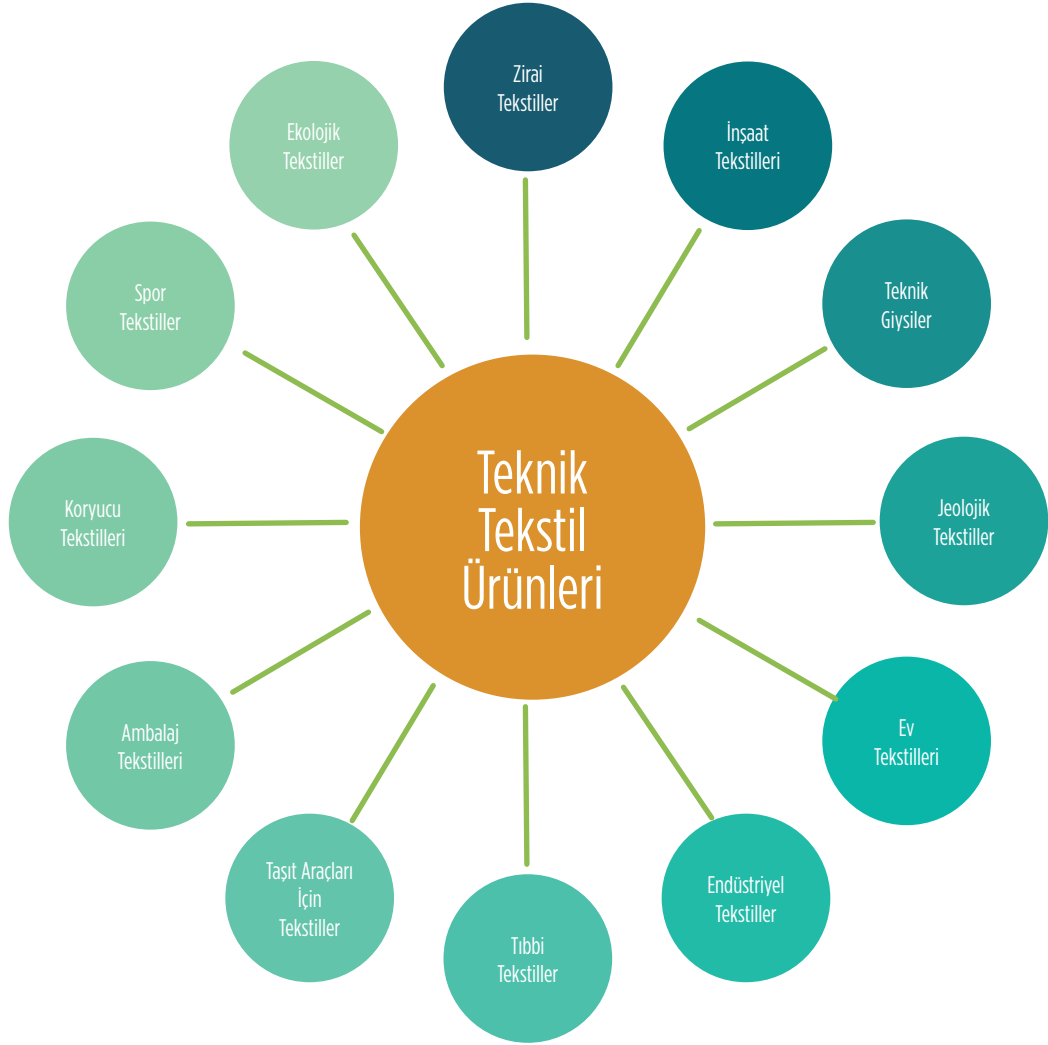 Zirai
Tekstiller
İnşaat
Tekstilleri
Teknik
Giysiler
Jeolojik
Tekstiller
Ev
Tekstilleri
Endüstriyel
Tekstiller
Tıbbi
Tekstiller
Taşıt Araçları
İçin
Tekstiller
Ambalaj
Tekstilleri
Koryucu
Tekstilleri
Spor
Tekstiller
Ekolojik
Tekstiller
Teknik
Tekstil
Ürünleri